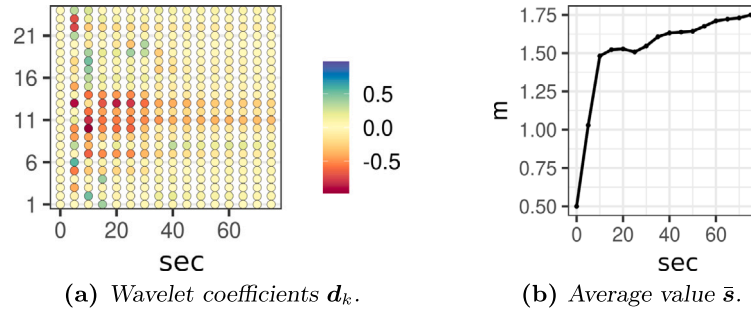 21
16
11
6
1
0 20 40 60
sec
0.5
0.0
-0.5
(a) Wavelet coefficients d_k.
1.75
1.50
1.25
1.00
0.75
0.50
m
0 20 40 60
sec
(b) Average value s̄.